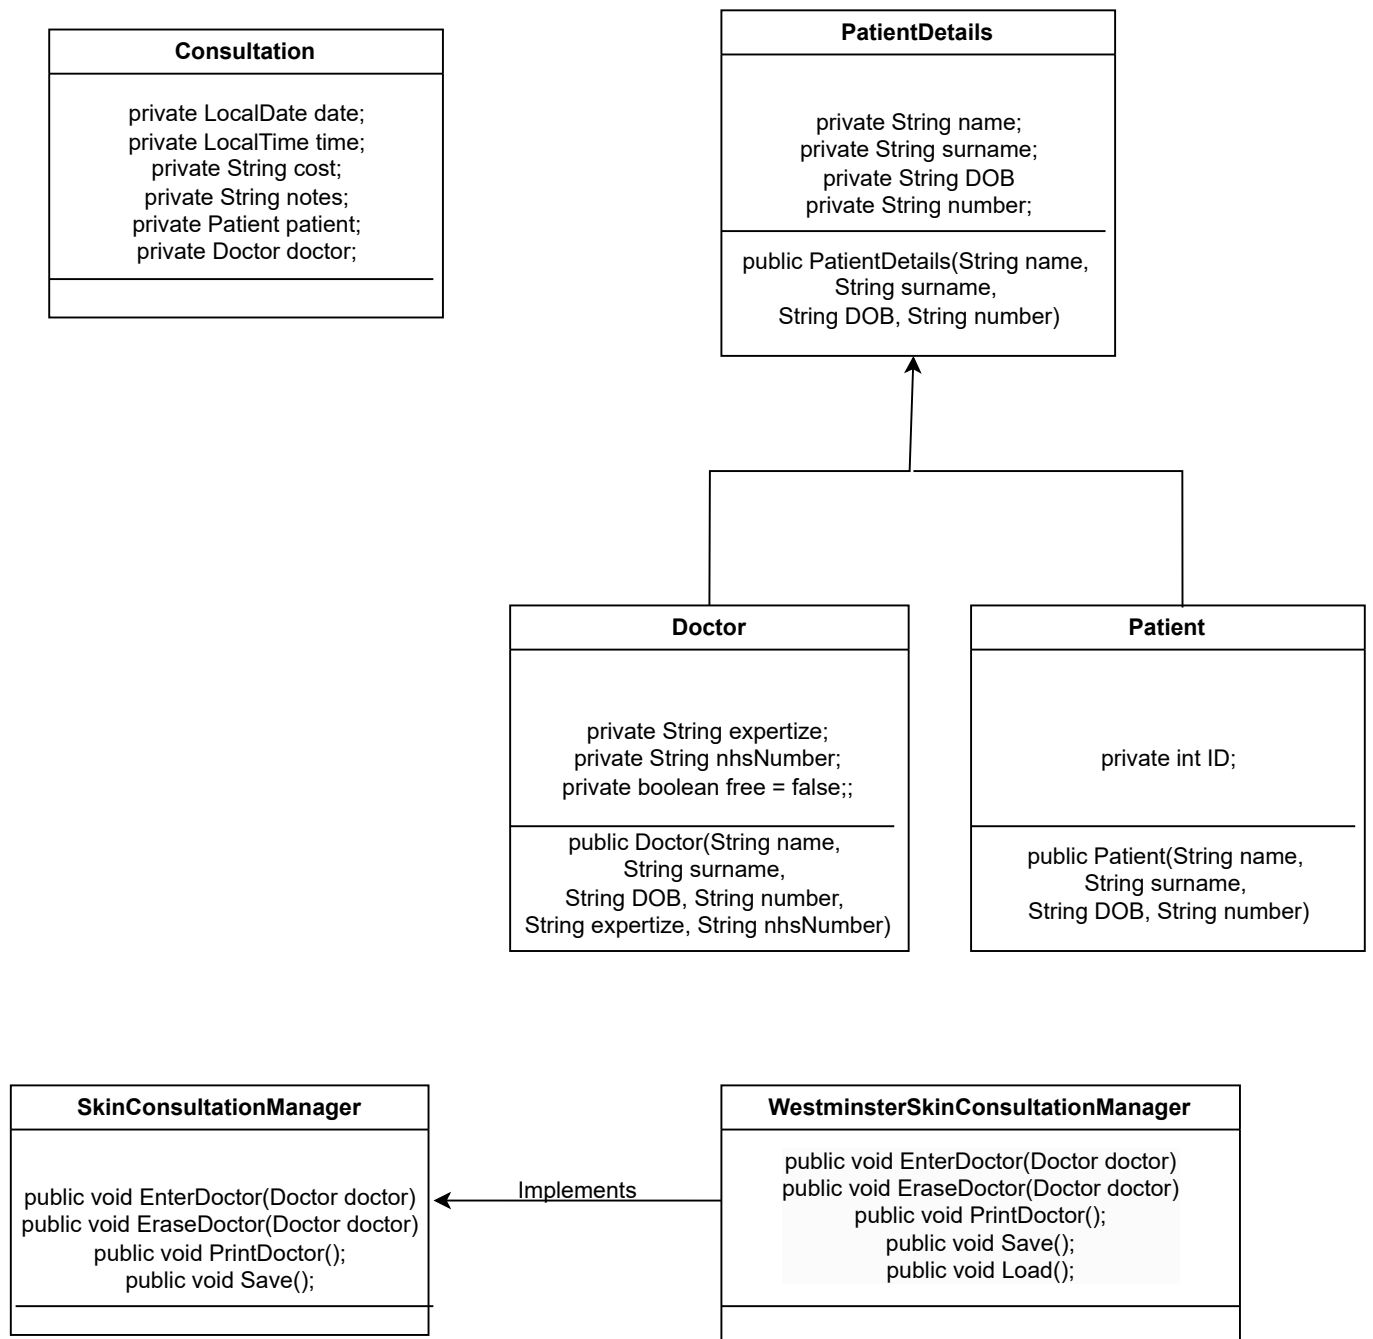 Consultation
private LocalDate date;
private LocalTime time;
private String cost;
private String notes;
private Patient patient;
private Doctor doctor;
PatientDetails
private String name;
private String surname;
private String DOB
private String number;
public PatientDetails(String name,
String surname,
String DOB, String number)
Doctor
private String expertize;
private String nhsNumber;
private boolean free = false;;
public Doctor(String name,
String surname,
String DOB, String number,
String expertize, String nhsNumber)
Patient
private int ID;
public Patient(String name,
String surname,
String DOB, String number)
SkinConsultationManager
public void EnterDoctor(Doctor doctor)
public void EraseDoctor(Doctor doctor)
public void PrintDoctor();
public void Save();
Implements
WestminsterSkinConsultationManager
public void EnterDoctor(Doctor doctor)
public void EraseDoctor(Doctor doctor)
public void PrintDoctor();
public void Save();
public void Load();